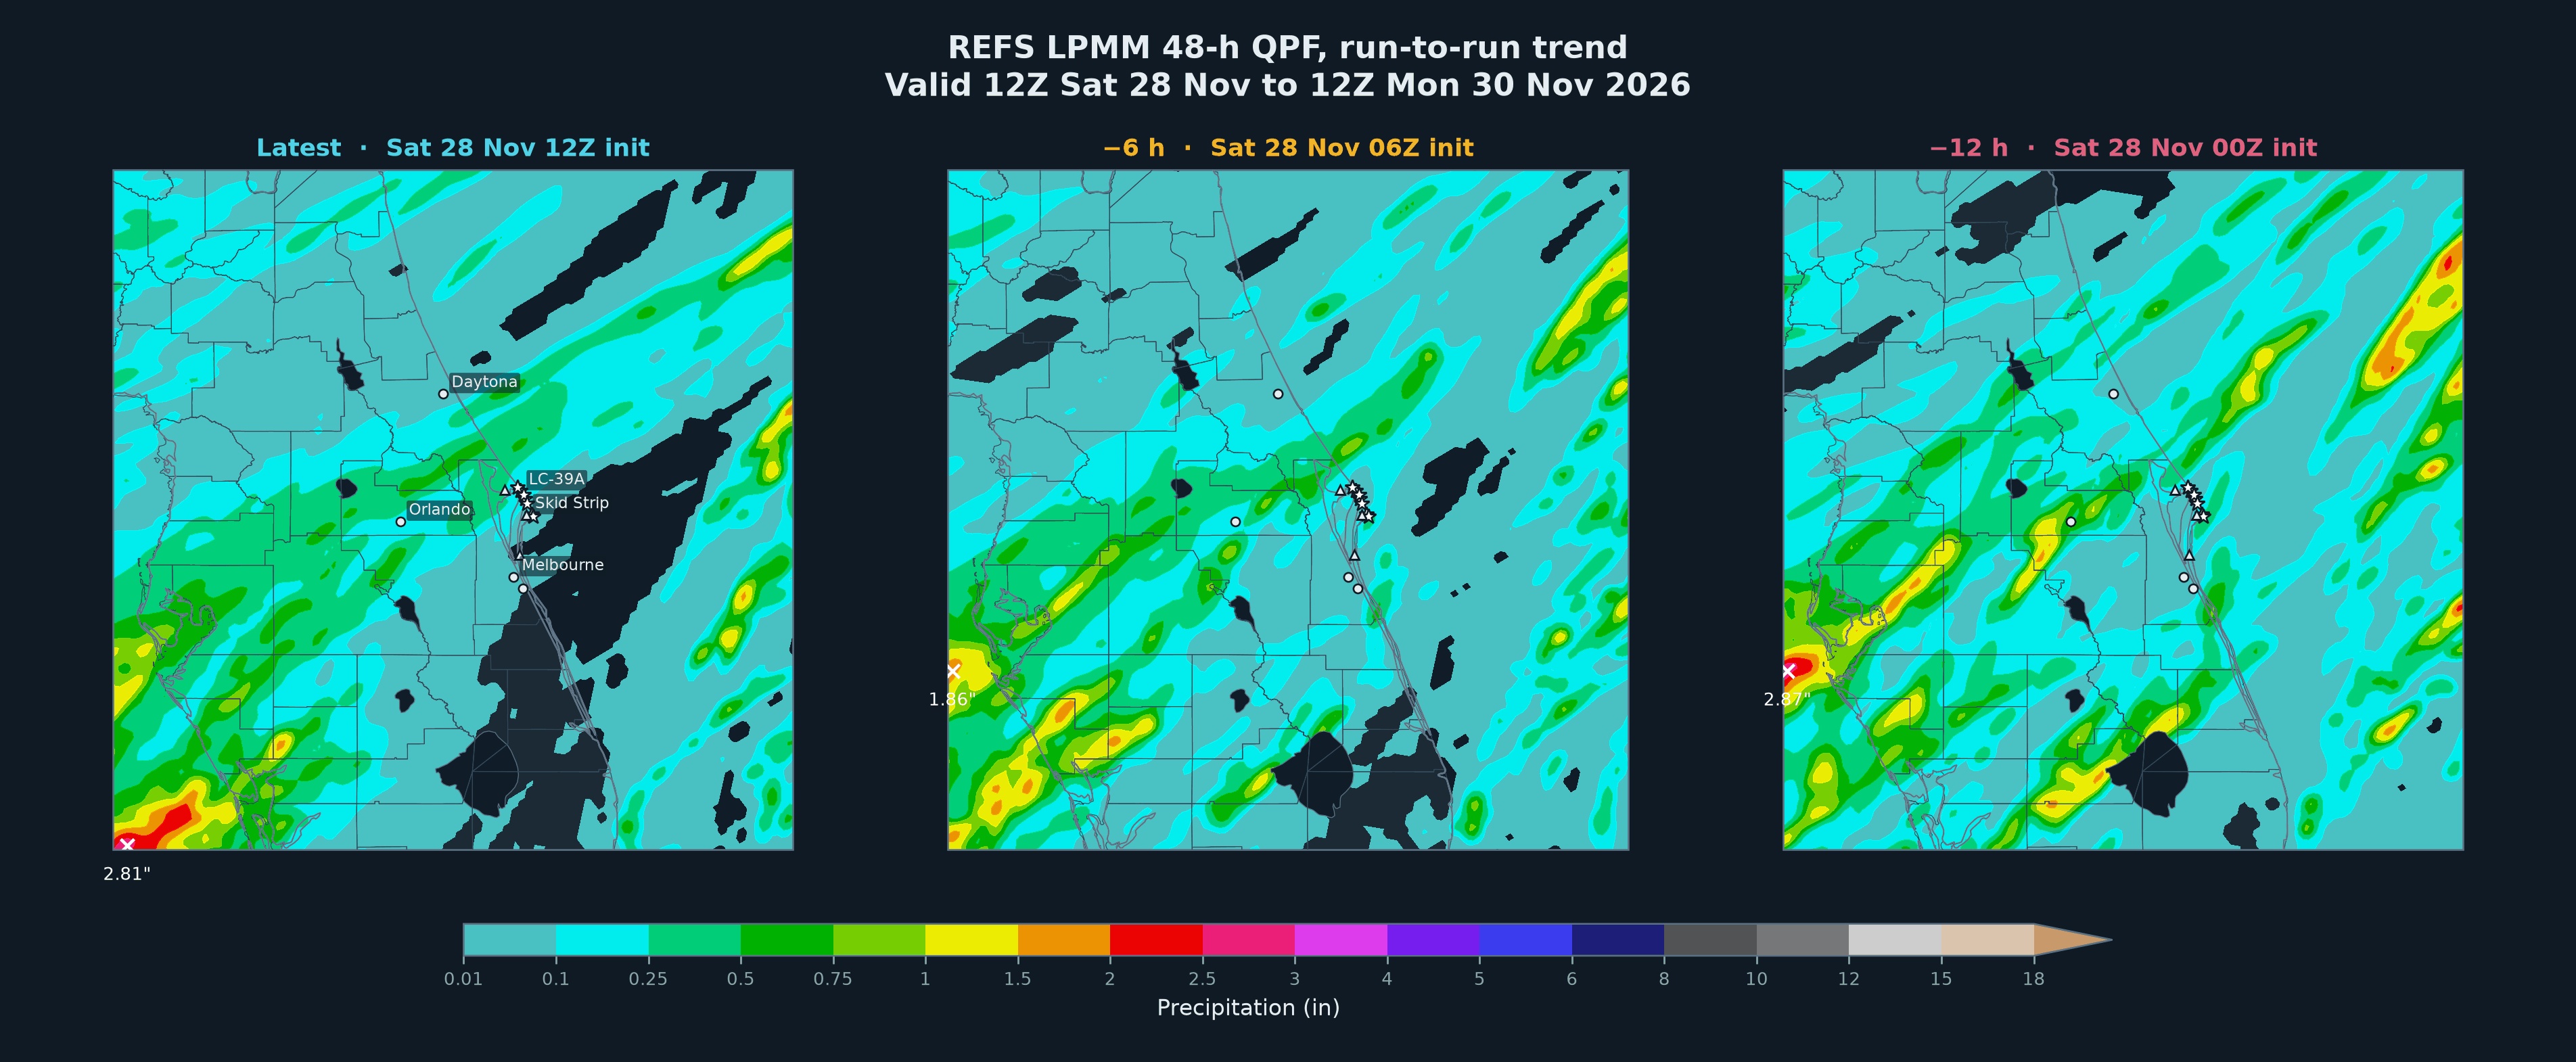 REFS LPMM 48-h QPF, run-to-run trend
Valid 12Z Sat 28 Nov to 12Z Mon 30 Nov 2026
Latest · Sat 28 Nov 12Z init
−6 h · Sat 28 Nov 06Z init
−12 h · Sat 28 Nov 00Z init
Daytona
LC-39A
Skid Strip
Orlando
Melbourne
2.81"
1.86"
2.87"
0.01 0.1 0.25 0.5 0.75 1 1.5 2 2.5 3 4 5 6 8 10 12 15 18
Precipitation (in)